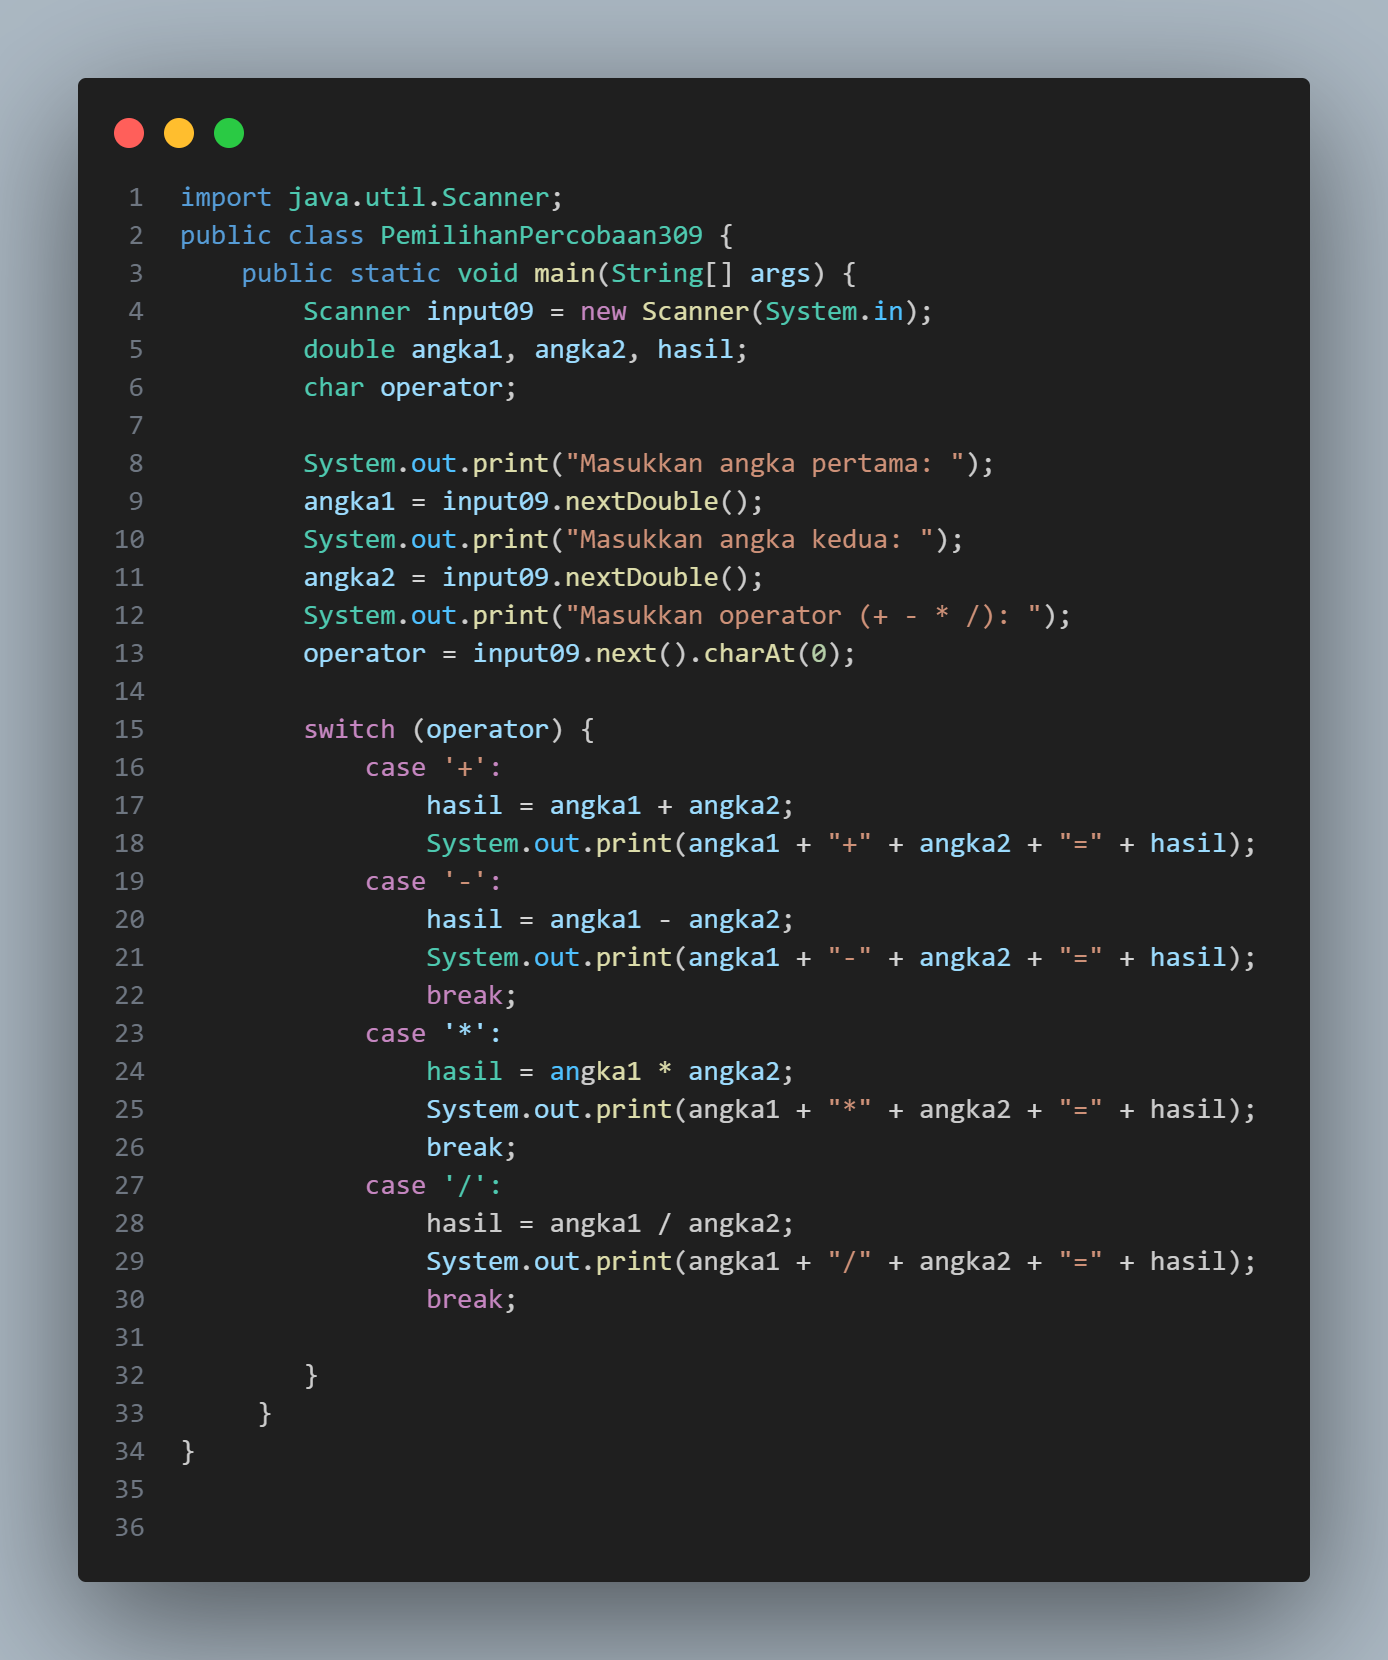 1 import java.util.Scanner;
2 public class PemilihanPercobaan309 {
3     public static void main(String[] args) {
4         Scanner input09 = new Scanner(System.in);
5         double angka1, angka2, hasil;
6         char operator;
7
8         System.out.print("Masukkan angka pertama: ");
9         angka1 = input09.nextDouble();
10         System.out.print("Masukkan angka kedua: ");
11         angka2 = input09.nextDouble();
12         System.out.print("Masukkan operator (+ - * /): ");
13         operator = input09.next().charAt(0);
14
15         switch (operator) {
16             case '+':
17                 hasil = angka1 + angka2;
18                 System.out.print(angka1 + "+" + angka2 + "=" + hasil);
19             case '-':
20                 hasil = angka1 - angka2;
21                 System.out.print(angka1 + "-" + angka2 + "=" + hasil);
22                 break;
23             case '*':
24                 hasil = angka1 * angka2;
25                 System.out.print(angka1 + "*" + angka2 + "=" + hasil);
26                 break;
27             case '/':
28                 hasil = angka1 / angka2;
29                 System.out.print(angka1 + "/" + angka2 + "=" + hasil);
30                 break;
31
32         }
33      }
34 }
35
36